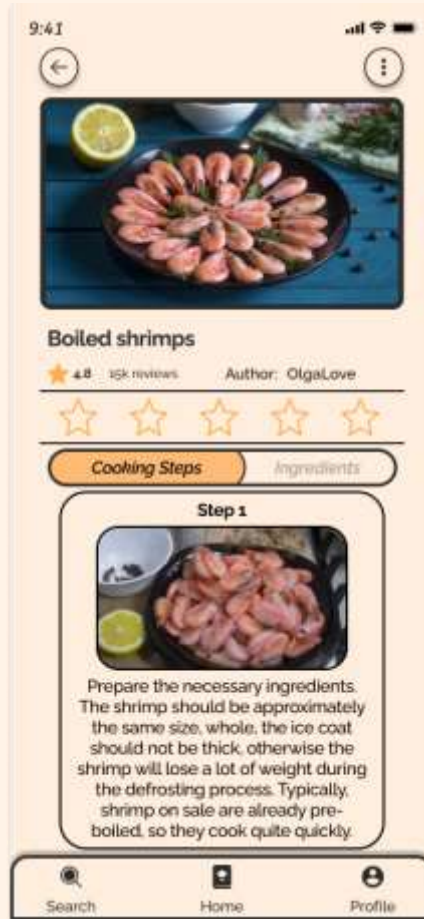 9:41
Boiled shrimps
4.8 15k reviews Author: OlgaLove
Cooking Steps Ingredients
Step 1
Prepare the necessary ingredients.
The shrimp should be approximately
the same size, whole, the ice coat
should not be thick, otherwise the
shrimp will lose a lot of weight during
the defrosting process. Typically,
shrimp on sale are already pre-
boiled, so they cook quite quickly.
Search Home Profile